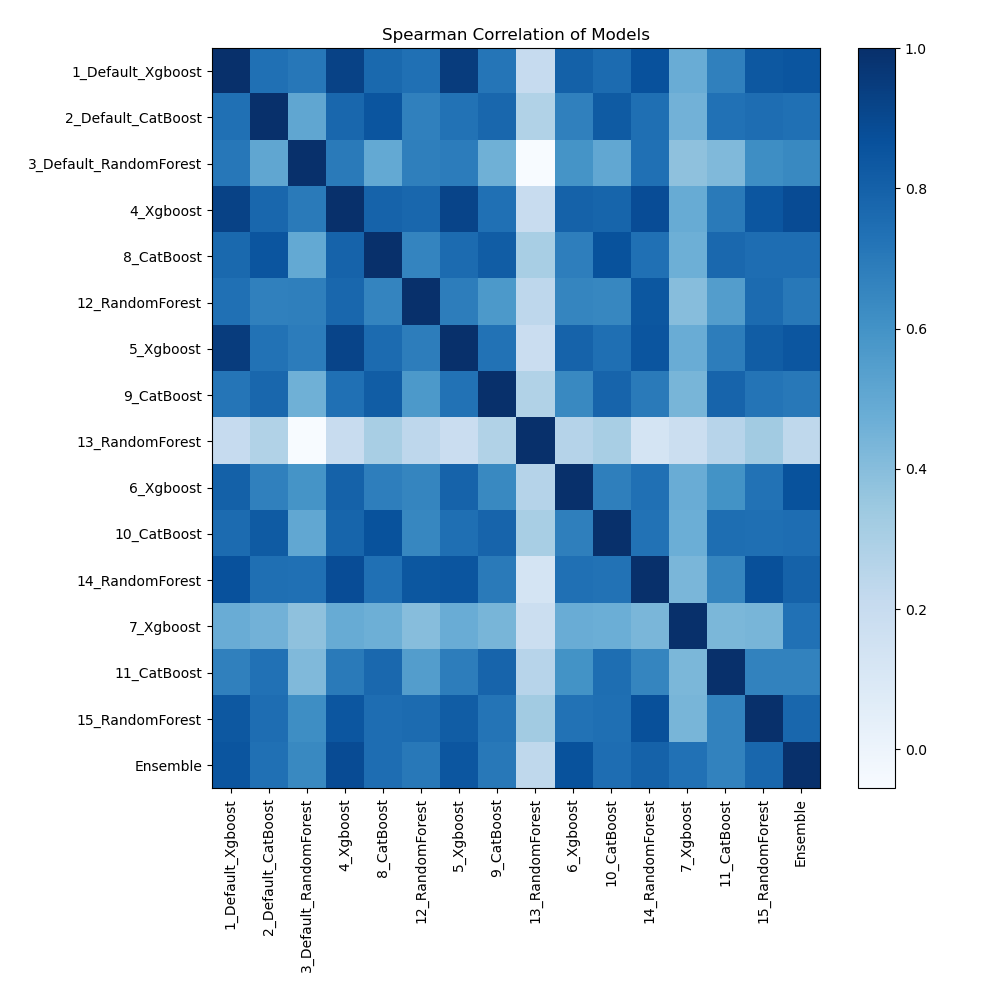 Spearman Correlation of Models
1_Default_Xgboost
2_Default_CatBoost
3_Default_RandomForest
4_Xgboost
8_CatBoost
12_RandomForest
5_Xgboost
9_CatBoost
13_RandomForest
6_Xgboost
10_CatBoost
14_RandomForest
7_Xgboost
11_CatBoost
15_RandomForest
Ensemble
1_Default_Xgboost
2_Default_CatBoost
3_Default_RandomForest
4_Xgboost
8_CatBoost
12_RandomForest
5_Xgboost
9_CatBoost
13_RandomForest
6_Xgboost
10_CatBoost
14_RandomForest
7_Xgboost
11_CatBoost
15_RandomForest
Ensemble
1.0
0.8
0.6
0.4
0.2
0.0